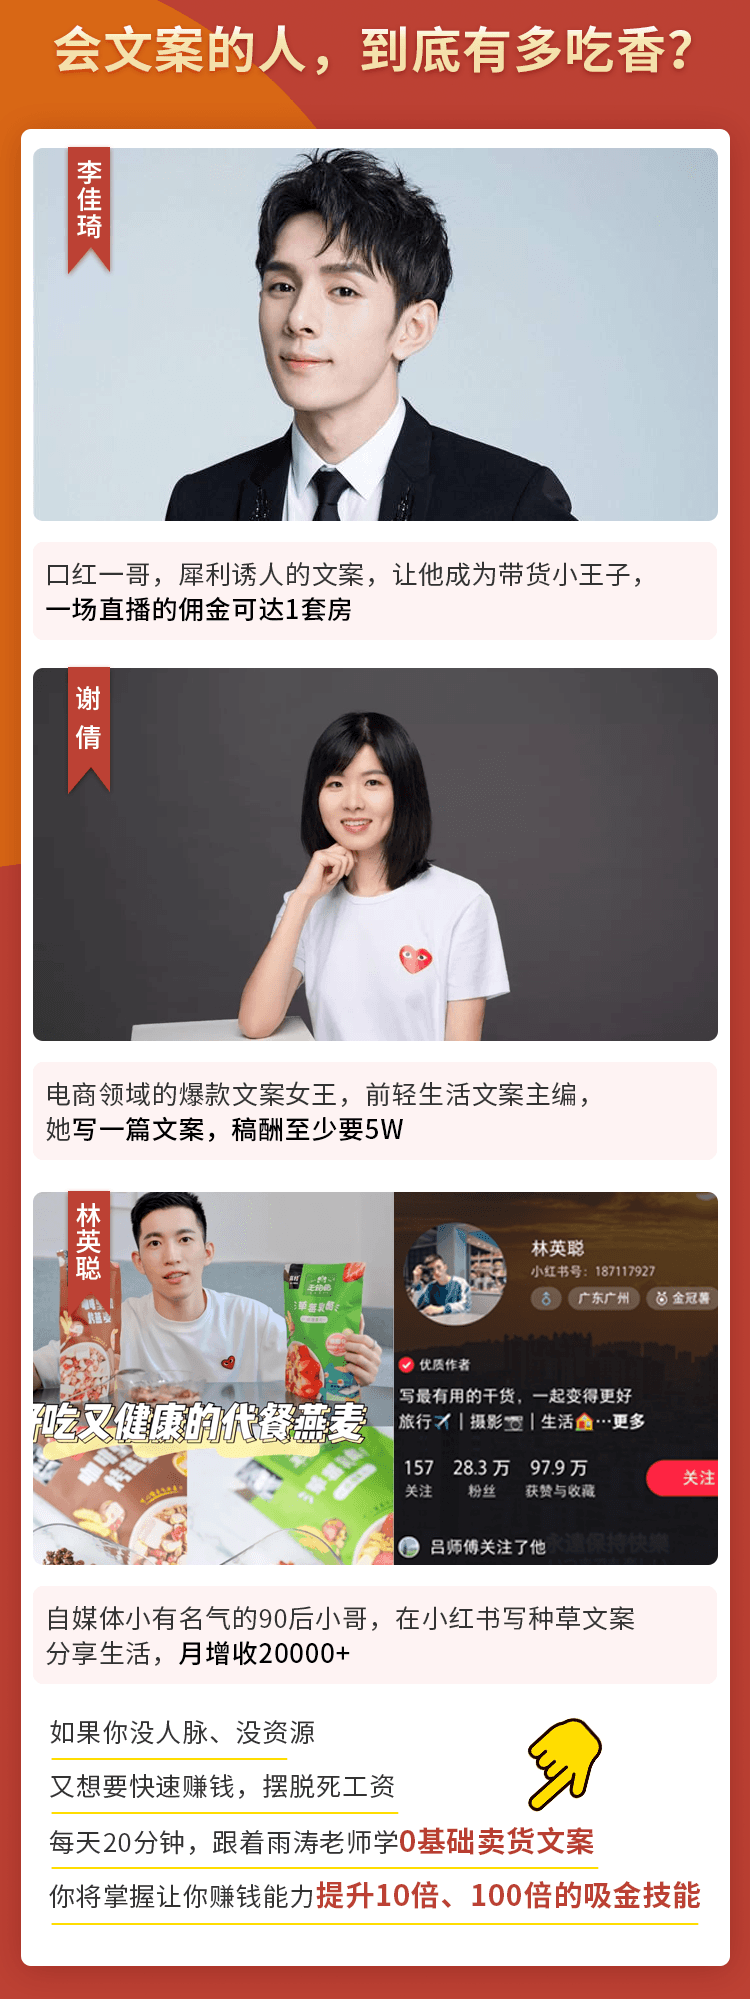 会文案的人，到底有多吃香？
李佳琦
口红一哥，犀利诱人的文案，让他成为带货小王子，
一场直播的佣金可达1套房
谢倩
电商领域的爆款文案女王，前轻生活文案主编，
她写一篇文案，稿酬至少要5W
林英聪
好吃又健康的代餐燕麦
林英聪
小红书号：187117927
广东广州 金冠薯
优质作者
写最有用的干货，一起变得更好
旅行✈️｜摄影📷｜生活🏠…更多
157 28.3 万 97.9 万
关注 粉丝 获赞与收藏
关注
吕师傅关注了他
永远保持快樂
自媒体小有名气的90后小哥，在小红书写种草文案
分享生活，月增收20000+
如果你没人脉、没资源
又想要快速赚钱，摆脱死工资
每天20分钟，跟着雨涛老师学0基础卖货文案
你将掌握让你赚钱能力提升10倍、100倍的吸金技能